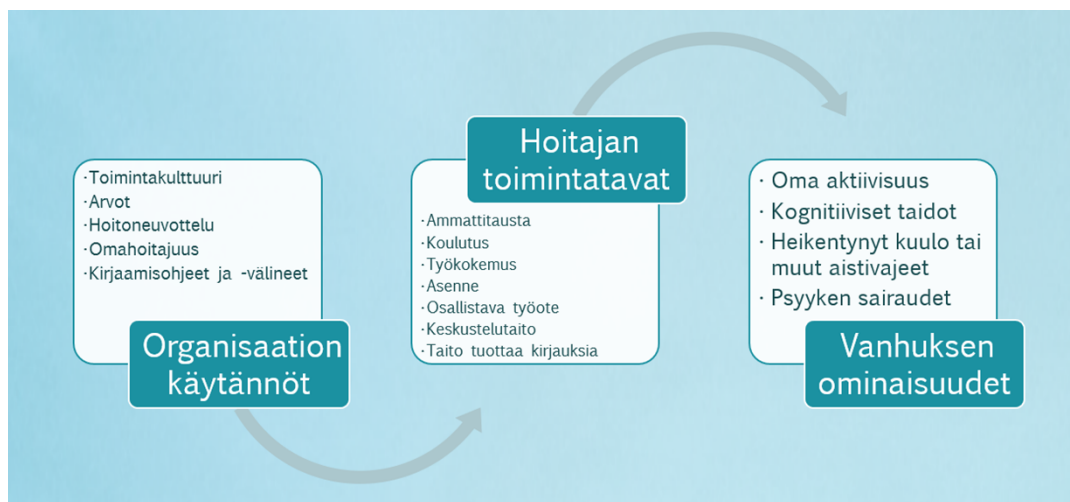 ·Toimintakulttuuri
·Arvot
·Hoitoneuvottelu
·Omahoitajuus
·Kirjaamisohjeet ja -välineet
Organisaation
käytännöt
Hoitajan
toimintatavat
·Ammattitausta
·Koulutus
·Työkokemus
·Asenne
·Osallistava työote
·Keskustelutaito
·Taito tuottaa kirjauksia
· Oma aktiivisuus
· Kognitiiviset taidot
· Heikentynyt kuulo tai
muut aistivajeet
· Psyyken sairaudet
Vanhuksen
ominaisuudet